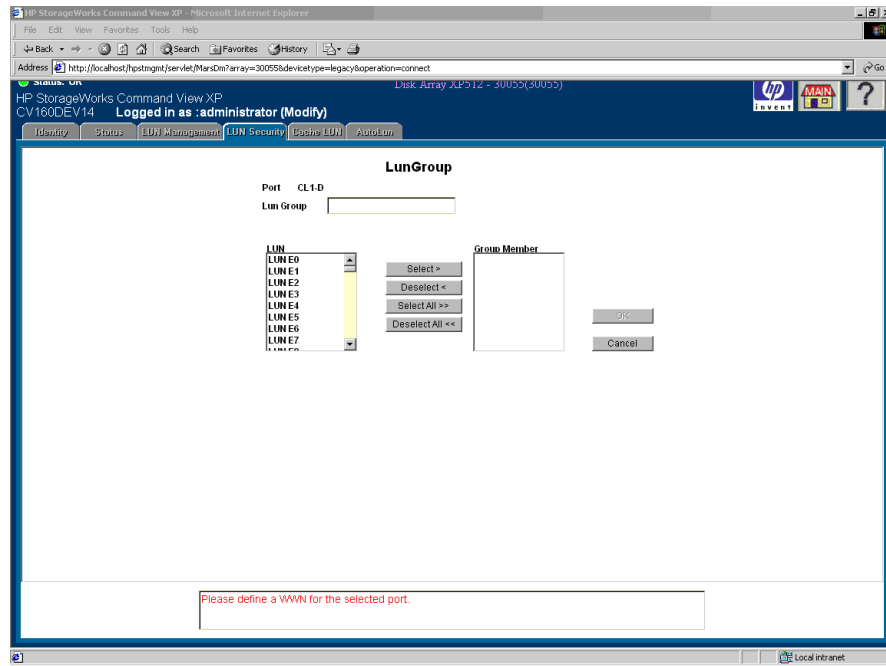 HP StorageWorks Command View XP - Microsoft Internet Explorer
File Edit View Favorites Tools Help
Back Search Favorites History
Address http://localhost/hpstmgmt/servlet/MarsDm?array=30055&devicetype=legacy&operation=connect Go
Status: OK Disk Array XP512 - 30055(30055)
HP StorageWorks Command View XP
CV160DEV14 Logged in as :administrator (Modify)
hp invent MAIN ?
Identity Status LUN Management LUN Security Cache LUN AutoLun
LunGroup
Port CL1-D
Lun Group
LUN Group Member
LUN E0
LUN E1
LUN E2
LUN E3
LUN E4
LUN E5
LUN E6
LUN E7
Select >
Deselect <
Select All >>
Deselect All <<
OK
Cancel
Please define a WWN for the selected port.
Local intranet